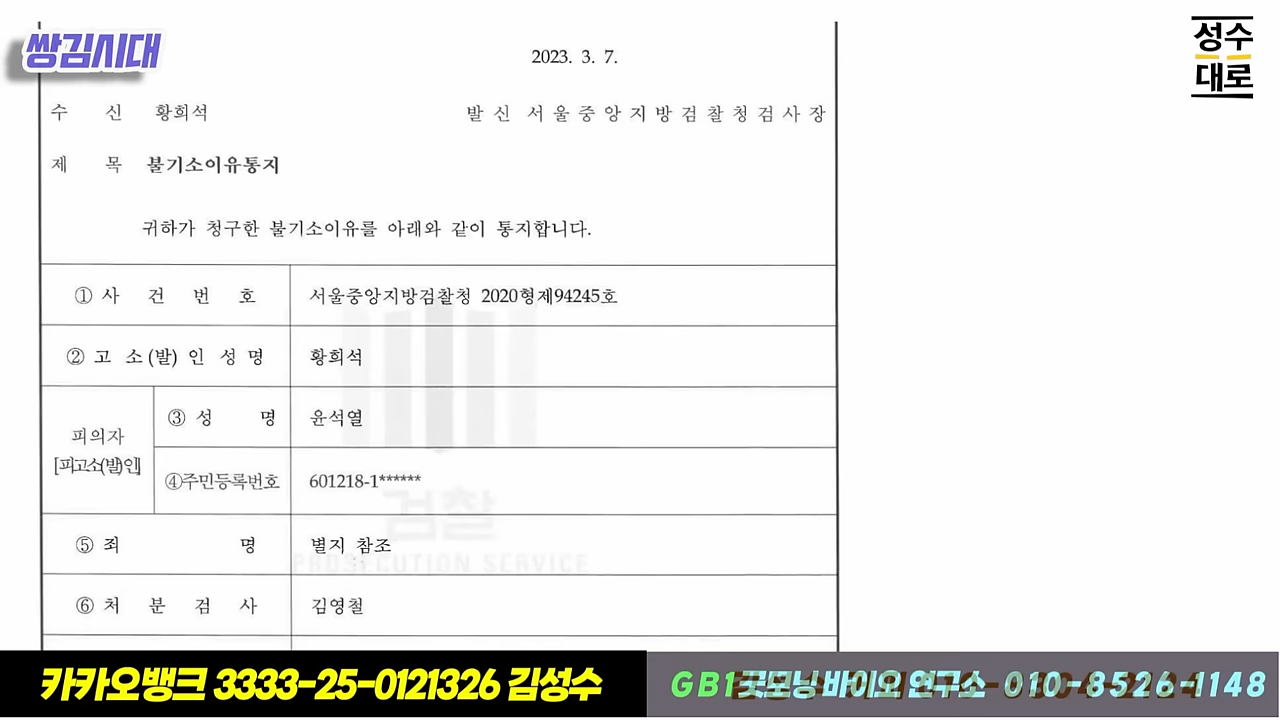 쌍김시대
성수
대로
2023. 3. 7.
수 신 황희석 발 신 서울중앙지방검찰청검사장
제 목 불기소이유통지
귀하가 청구한 불기소이유를 아래와 같이 통지합니다.
① 사 건 번 호 서울중앙지방검찰청 2020형제94245호
② 고 소(발) 인 성 명 황희석
피의자
[피고소(발)인]
③ 성 명 윤석열
④주민등록번호 601218-1******
⑤ 죄 명 별지 참조
⑥ 처 분 검 사 김영철
검찰
PROSECUTION SERVICE
카카오뱅크 3333-25-0121326 김성수
GB1굿모닝바이오연구소 010-8526-1148